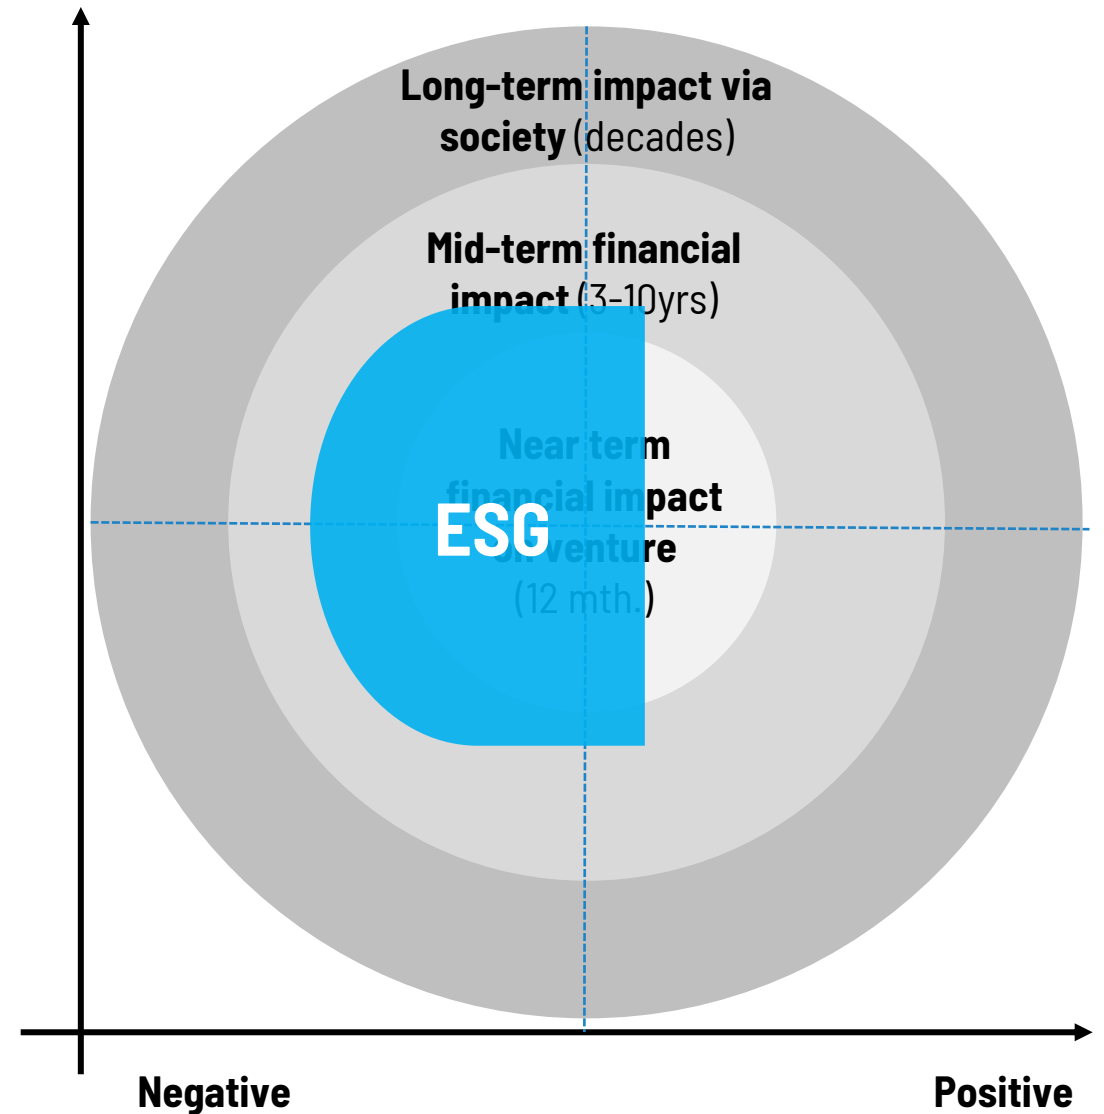 Long-term impact via
society (decades)
Mid-term financial
impact (3-10yrs)
Near term
financial impact
ESG
on venture
(12 mth.)
Negative
Positive